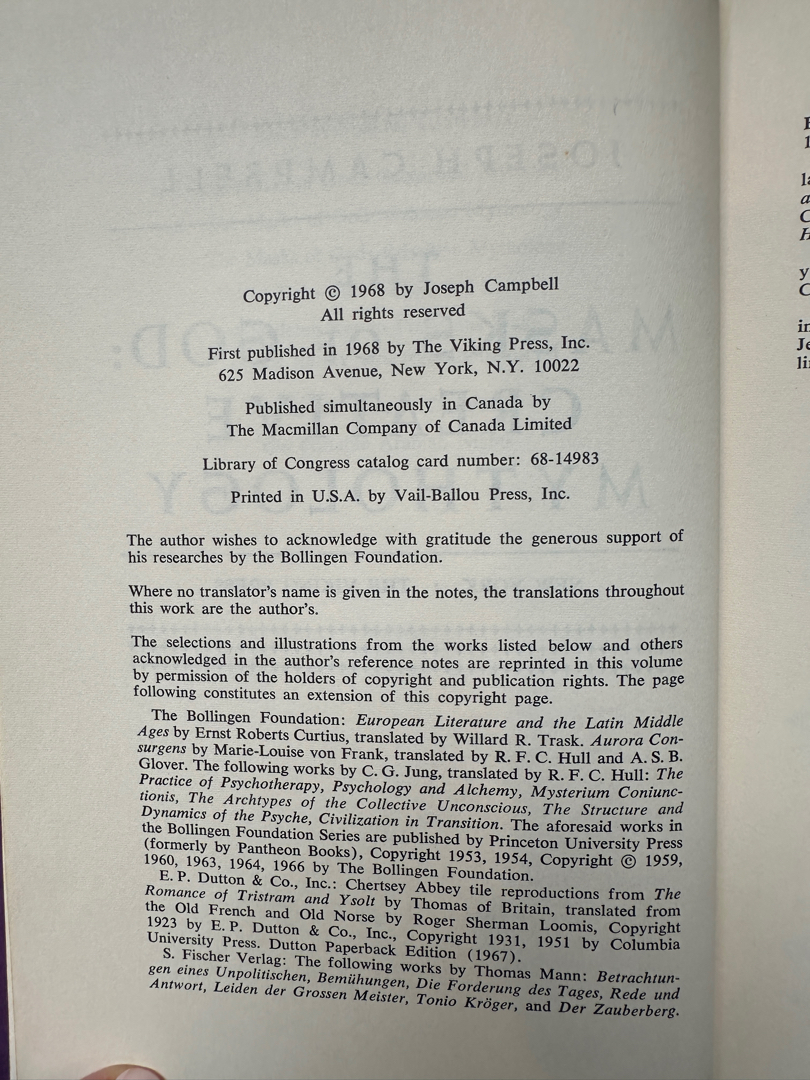 Copyright © 1968 by Joseph Campbell
All rights reserved
First published in 1968 by The Viking Press, Inc.
625 Madison Avenue, New York, N.Y. 10022
Published simultaneously in Canada by
The Macmillan Company of Canada Limited
Library of Congress catalog card number: 68-14983
Printed in U.S.A. by Vail-Ballou Press, Inc.
The author wishes to acknowledge with gratitude the generous support of
his researches by the Bollingen Foundation.
Where no translator's name is given in the notes, the translations throughout
this work are the author's.
The selections and illustrations from the works listed below and others
acknowledged in the author's reference notes are reprinted in this volume
by permission of the holders of copyright and publication rights. The page
following constitutes an extension of this copyright page.
The Bollingen Foundation: European Literature and the Latin Middle
Ages by Ernst Roberts Curtius, translated by Willard R. Trask. Aurora Con-
surgens by Marie-Louise von Frank, translated by R. F. C. Hull and A. S. B.
Glover. The following works by C. G. Jung, translated by R. F. C. Hull: The
Practice of Psychotherapy, Psychology and Alchemy, Mysterium Coniunc-
tionis, The Archtypes of the Collective Unconscious, The Structure and
Dynamics of the Psyche, Civilization in Transition. The aforesaid works in
the Bollingen Foundation Series are published by Princeton University Press
(formerly by Pantheon Books), Copyright 1953, 1954, Copyright © 1959,
1960, 1963, 1964, 1966 by The Bollingen Foundation.
E. P. Dutton & Co., Inc.: Chertsey Abbey tile reproductions from The
Romance of Tristram and Ysolt by Thomas of Britain, translated from
the Old French and Old Norse by Roger Sherman Loomis, Copyright
1923 by E. P. Dutton & Co., Inc., Copyright 1931, 1951 by Columbia
University Press. Dutton Paperback Edition (1967).
S. Fischer Verlag: The following works by Thomas Mann: Betrachtun-
gen eines Unpolitischen, Bemühungen, Die Forderung des Tages, Rede und
Antwort, Leiden der Grossen Meister, Tonio Kröger, and Der Zauberberg.